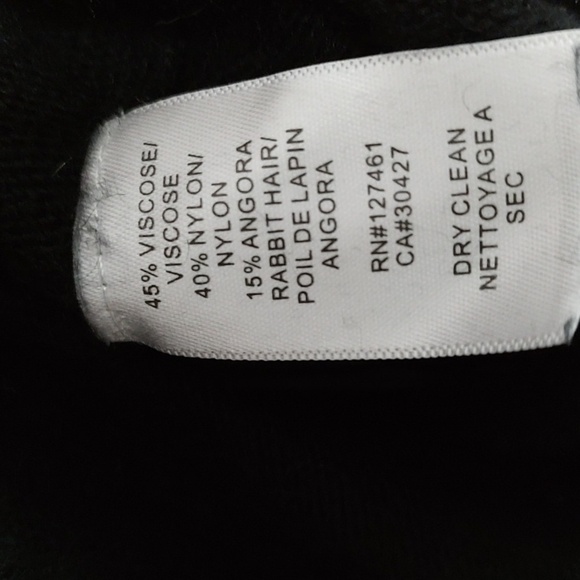 45% VISCOSE/
VISCOSE
40% NYLON/
NYLON
15% ANGORA
RABBIT HAIR/
POIL DE LAPIN
ANGORA
RN#127461
CA#30427
DRY CLEAN
NETTOYAGE A
SEC